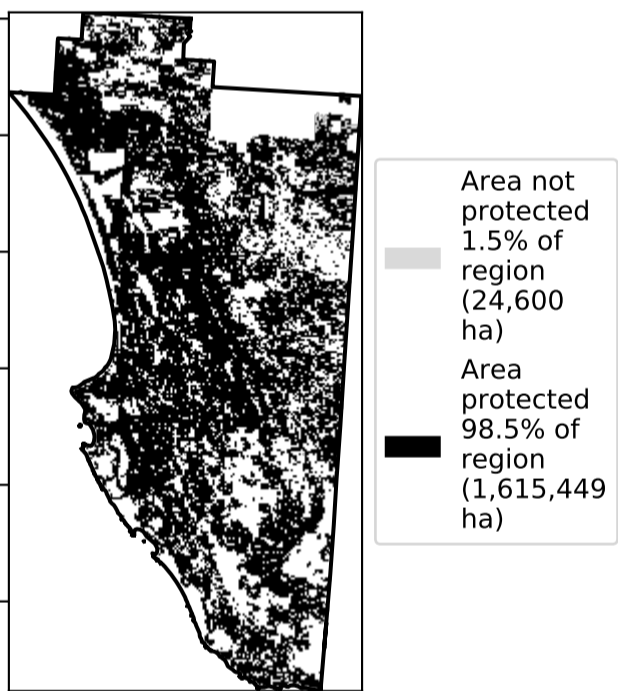 Area not
protected
1.5% of
region
(24,600
ha)
Area
protected
98.5% of
region
(1,615,449
ha)